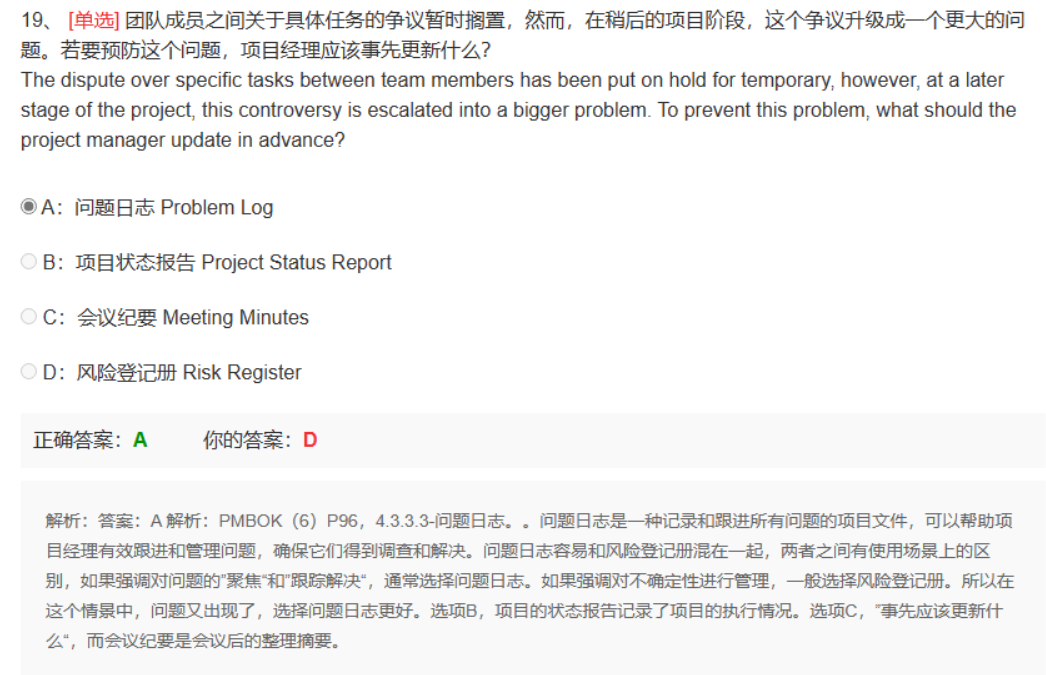 19、 [单选] 团队成员之间关于具体任务的争议暂时搁置，然而，在稍后的项目阶段，这个争议升级成一个更大的问
题。若要预防这个问题，项目经理应该事先更新什么?
The dispute over specific tasks between team members has been put on hold for temporary, however, at a later
stage of the project, this controversy is escalated into a bigger problem. To prevent this problem, what should the
project manager update in advance?
A：问题日志 Problem Log
B：项目状态报告 Project Status Report
C：会议纪要 Meeting Minutes
D：风险登记册 Risk Register
正确答案：A 你的答案：D
解析：答案：A 解析：PMBOK（6）P96，4.3.3.3-问题日志。。问题日志是一种记录和跟进所有问题的项目文件，可以帮助项
目经理有效跟进和管理问题，确保它们得到调查和解决。问题日志容易和风险登记册混在一起，两者之间有使用场景上的区
别，如果强调对问题的"聚焦“和”跟踪解决“，通常选择问题日志。如果强调对不确定性进行管理，一般选择风险登记册。所以在
这个情景中，问题又出现了，选择问题日志更好。选项B，项目的状态报告记录了项目的执行情况。选项C，”事先应该更新什
么“，而会议纪要是会议后的整理摘要。